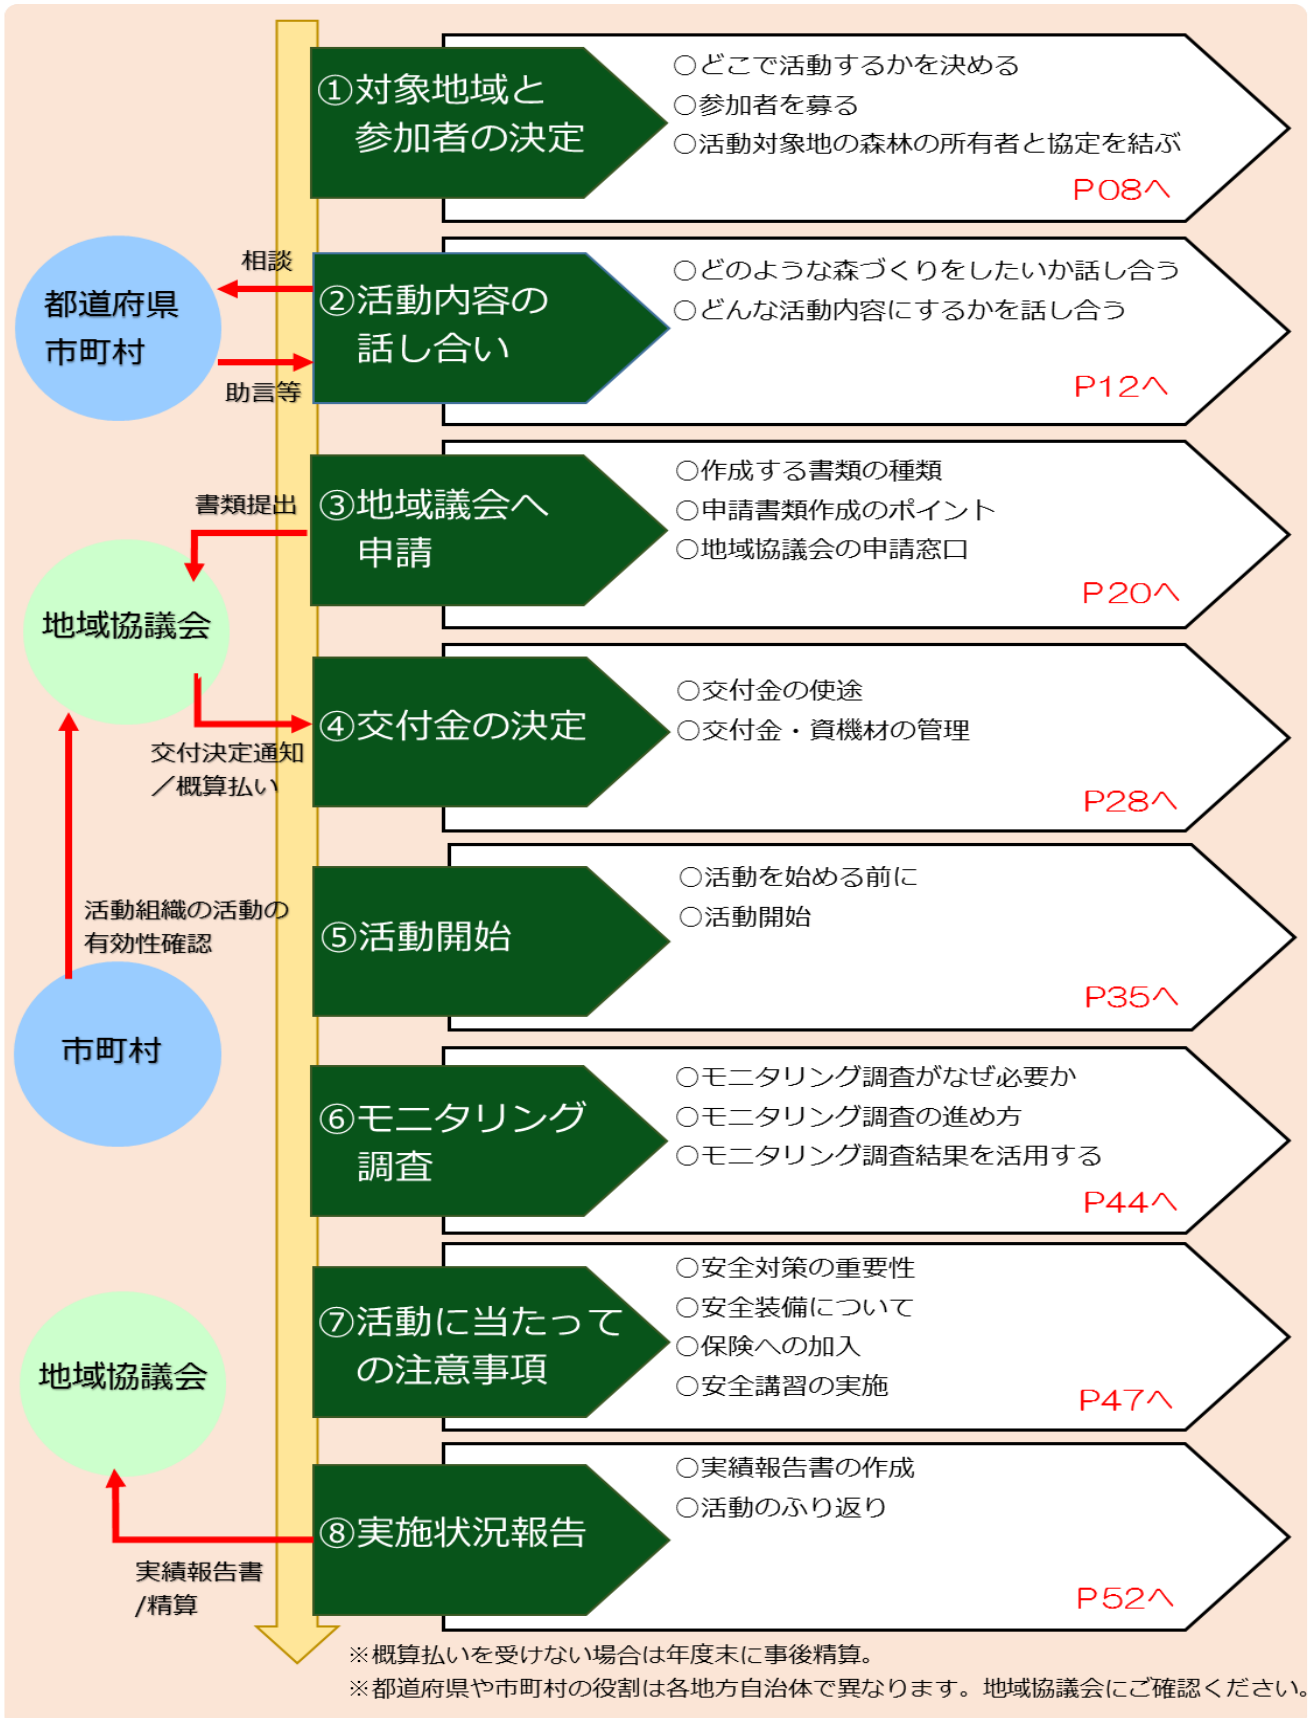 ①対象地域と
参加者の決定
○どこで活動するかを決める
○参加者を募る
○活動対象地の森林の所有者と協定を結ぶ
P08へ
相談
都道府県
市町村
助言等
②活動内容の
話し合い
○どのような森づくりをしたいか話し合う
○どんな活動内容にするかを話し合う
P12へ
書類提出
③地域議会へ
申請
○作成する書類の種類
○申請書類作成のポイント
○地域協議会の申請窓口
P20へ
地域協議会
④交付金の決定
○交付金の使途
○交付金・資機材の管理
P28へ
交付決定通知
／概算払い
⑤活動開始
○活動を始める前に
○活動開始
P35へ
活動組織の活動の
有効性確認
市町村
⑥モニタリング
調査
○モニタリング調査がなぜ必要か
○モニタリング調査の進め方
○モニタリング調査結果を活用する
P44へ
⑦活動に当たって
の注意事項
○安全対策の重要性
○安全装備について
○保険への加入
○安全講習の実施
P47へ
地域協議会
⑧実施状況報告
○実績報告書の作成
○活動のふり返り
P52へ
実績報告書
/精算
※概算払いを受けない場合は年度末に事後精算。
※都道府県や市町村の役割は各地方自治体で異なります。地域協議会にご確認ください。